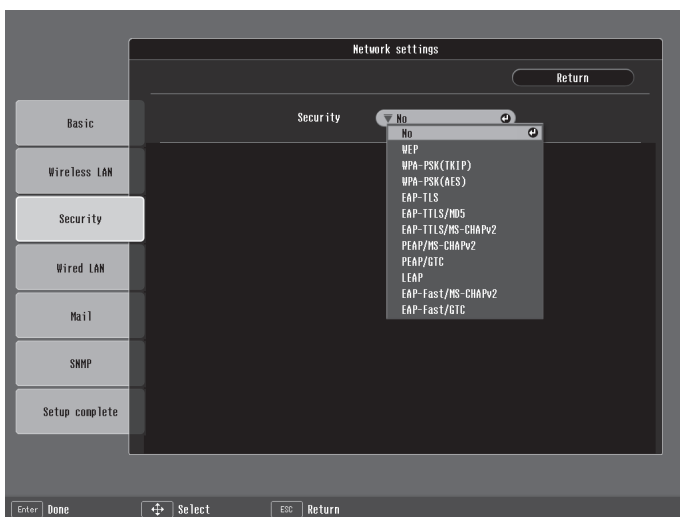 Network settings
Return
Basic
Wireless LAN
Security
Wired LAN
Mail
SNMP
Setup complete
Security
No
No
WEP
WPA-PSK(TKIP)
WPA-PSK(AES)
EAP-TLS
EAP-TTLS/MD5
EAP-TTLS/MS-CHAPv2
PEAP/MS-CHAPv2
PEAP/GTC
LEAP
EAP-Fast/MS-CHAPv2
EAP-Fast/GTC
Enter Done Select ESC Return